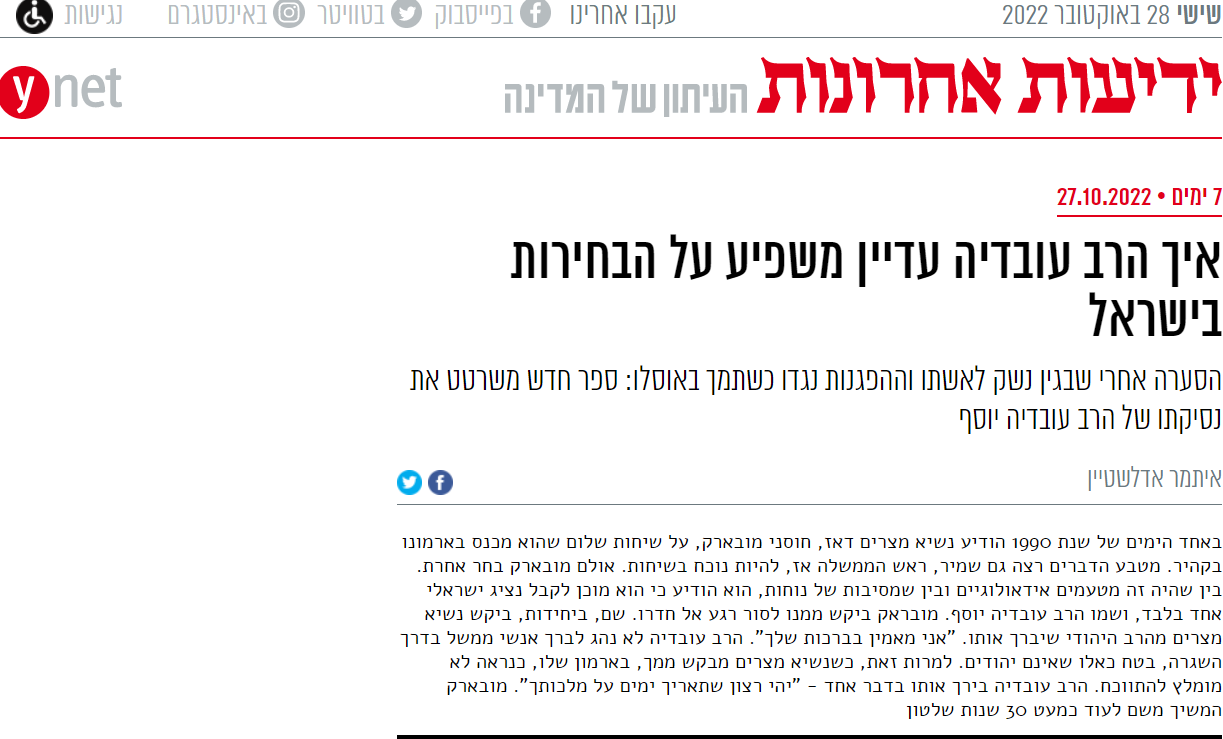 שישי 28 באוקטובר 2022 עקבו אחרינו בפייסבוק בטוויטר באינסטגרם נגישות
ידיעות אחרונות העיתון של המדינה ynet
7 ימים • 27.10.2022
איך הרב עובדיה עדיין משפיע על הבחירות
בישראל
הסערה אחרי שבגין נשק לאשתו וההפגנות נגדו כשתמך באוסלו: ספר חדש משרטט את
נסיקתו של הרב עובדיה יוסף
איתמר אדלשטיין
באחד הימים של שנת 1990 הודיע נשיא מצרים דאז, חוסני מובארק, על שיחות שלום שהוא מכנס בארמונו
בקהיר. מטבע הדברים רצה גם שמיר, ראש הממשלה אז, להיות נוכח בשיחות. אולם מובארק בחר אחרת.
בין שהיה זה מטעמים אידאולוגיים ובין שמסיבות של נוחות, הוא הודיע כי הוא מוכן לקבל נציג ישראלי
אחד בלבד, ושמו הרב עובדיה יוסף. מובראק ביקש ממנו לסור רגע אל חדרו. שם, ביחידות, ביקש נשיא
מצרים מהרב היהודי שיברך אותו. "אני מאמין בברכות שלך". הרב עובדיה לא נהג לברך אנשי ממשל בדרך
השגרה, בטח כאלו שאינם יהודים. למרות זאת, כשנשיא מצרים מבקש ממך, בארמון שלו, כנראה לא
מומלץ להתווכח. הרב עובדיה בירך אותו בדבר אחד - "יהי רצון שתאריך ימים על מלכותך". מובארק
המשיך משם לעוד כמעט 30 שנות שלטון